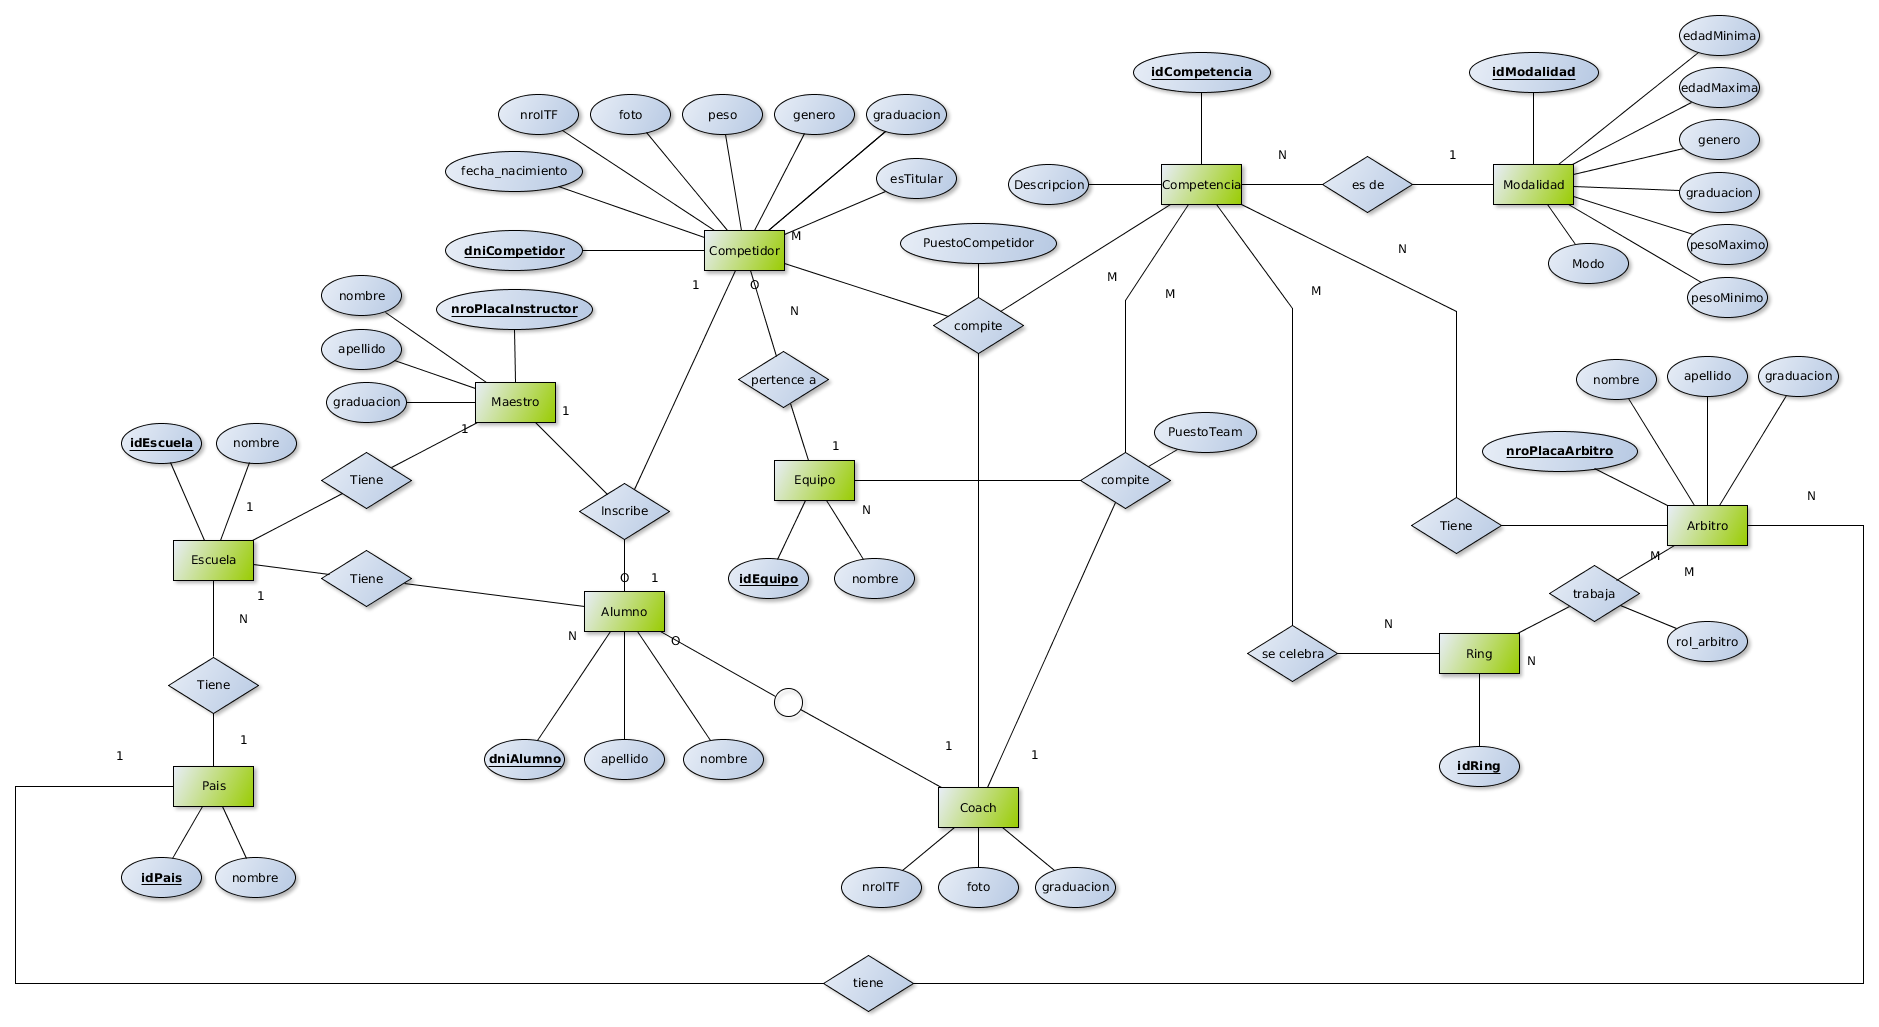 edadMinima
idCompetencia
idModalidad
edadMaxima
nroITF
foto
peso
genero
graduacion
genero
N
1
fecha_nacimiento
esTitular
Descripcion
Competencia
es de
Modalidad
graduacion
M
PuestoCompetidor
dniCompetidor
Competidor
N
pesoMaximo
Modo
M
1
O
M
M
nombre
nroPlacaInstructor
N
compite
pesoMinimo
apellido
pertence a
nombre
apellido
graduacion
graduacion
Maestro
1
1
PuestoTeam
idEscuela
nombre
1
nroPlacaArbitro
Tiene
Equipo
compite
N
1
N
Inscribe
Tiene
Arbitro
Escuela
M
M
Tiene
O
1
idEquipo
nombre
1
trabaja
Alumno
N
N
N
O
rol_arbitro
se celebra
Ring
N
Tiene
1
1
1
1
dniAlumno
apellido
nombre
idRing
Pais
Coach
idPais
nombre
nroITF
foto
graduacion
tiene